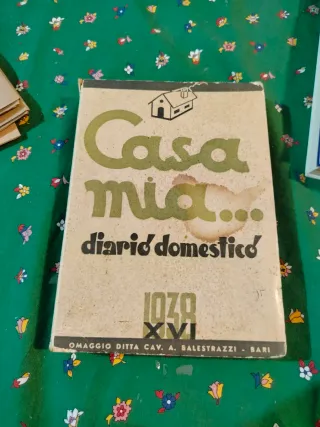 Casa
mia...
diario domestico
1938
XVI
OMAGGIO DITTA CAV. A. BALESTRAZZI - BARI